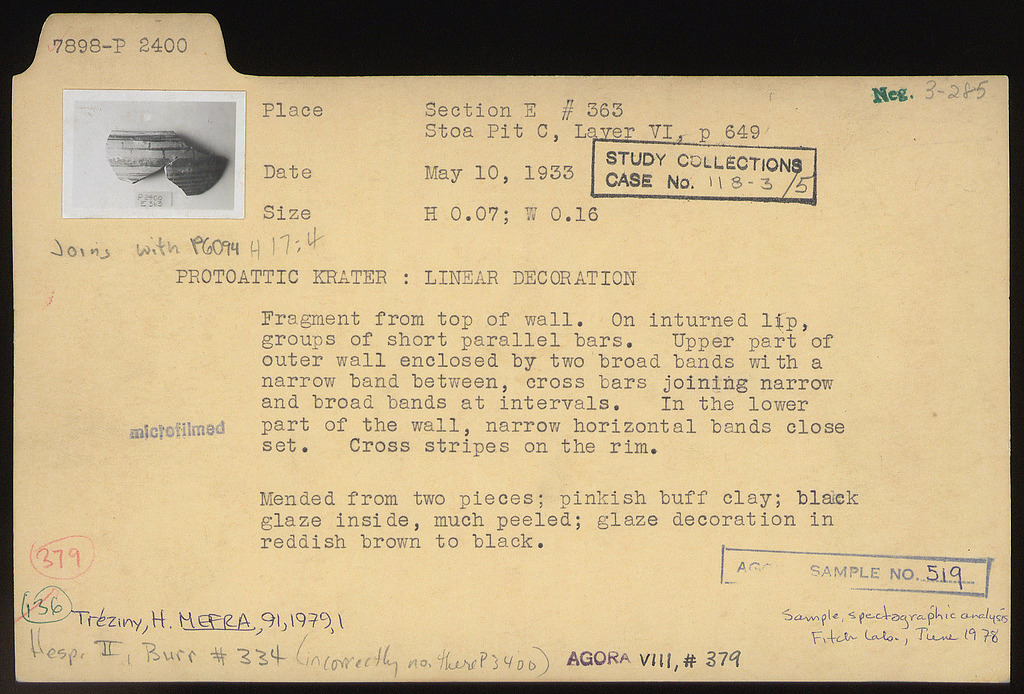 7898-P 2400
Neg. 3-285
Place Section E # 363
Stoa Pit C, Layer VI, p 649
STUDY COLLECTIONS
CASE No. 118-3/5
Date May 10, 1933
P 2400
E 363
Size H 0.07; W 0.16
Joins with P6094 H 17:4
PROTOATTIC KRATER : LINEAR DECORATION
Fragment from top of wall. On inturned lip,
groups of short parallel bars. Upper part of
outer wall enclosed by two broad bands with a
narrow band between, cross bars joining narrow
and broad bands at intervals. In the lower
part of the wall, narrow horizontal bands close
set. Cross stripes on the rim.
microfilmed
Mended from two pieces; pinkish buff clay; black
glaze inside, much peeled; glaze decoration in
reddish brown to black.
379
AGO SAMPLE NO. 519
136
Tréziny, H. MEFRA, 91, 1979, 1
Sample, spectographic analysis
Fitch Lab., June 1978
Hesp. II, Burr # 334 (incorrectly no. there P3400)
AGORA VIII, # 379